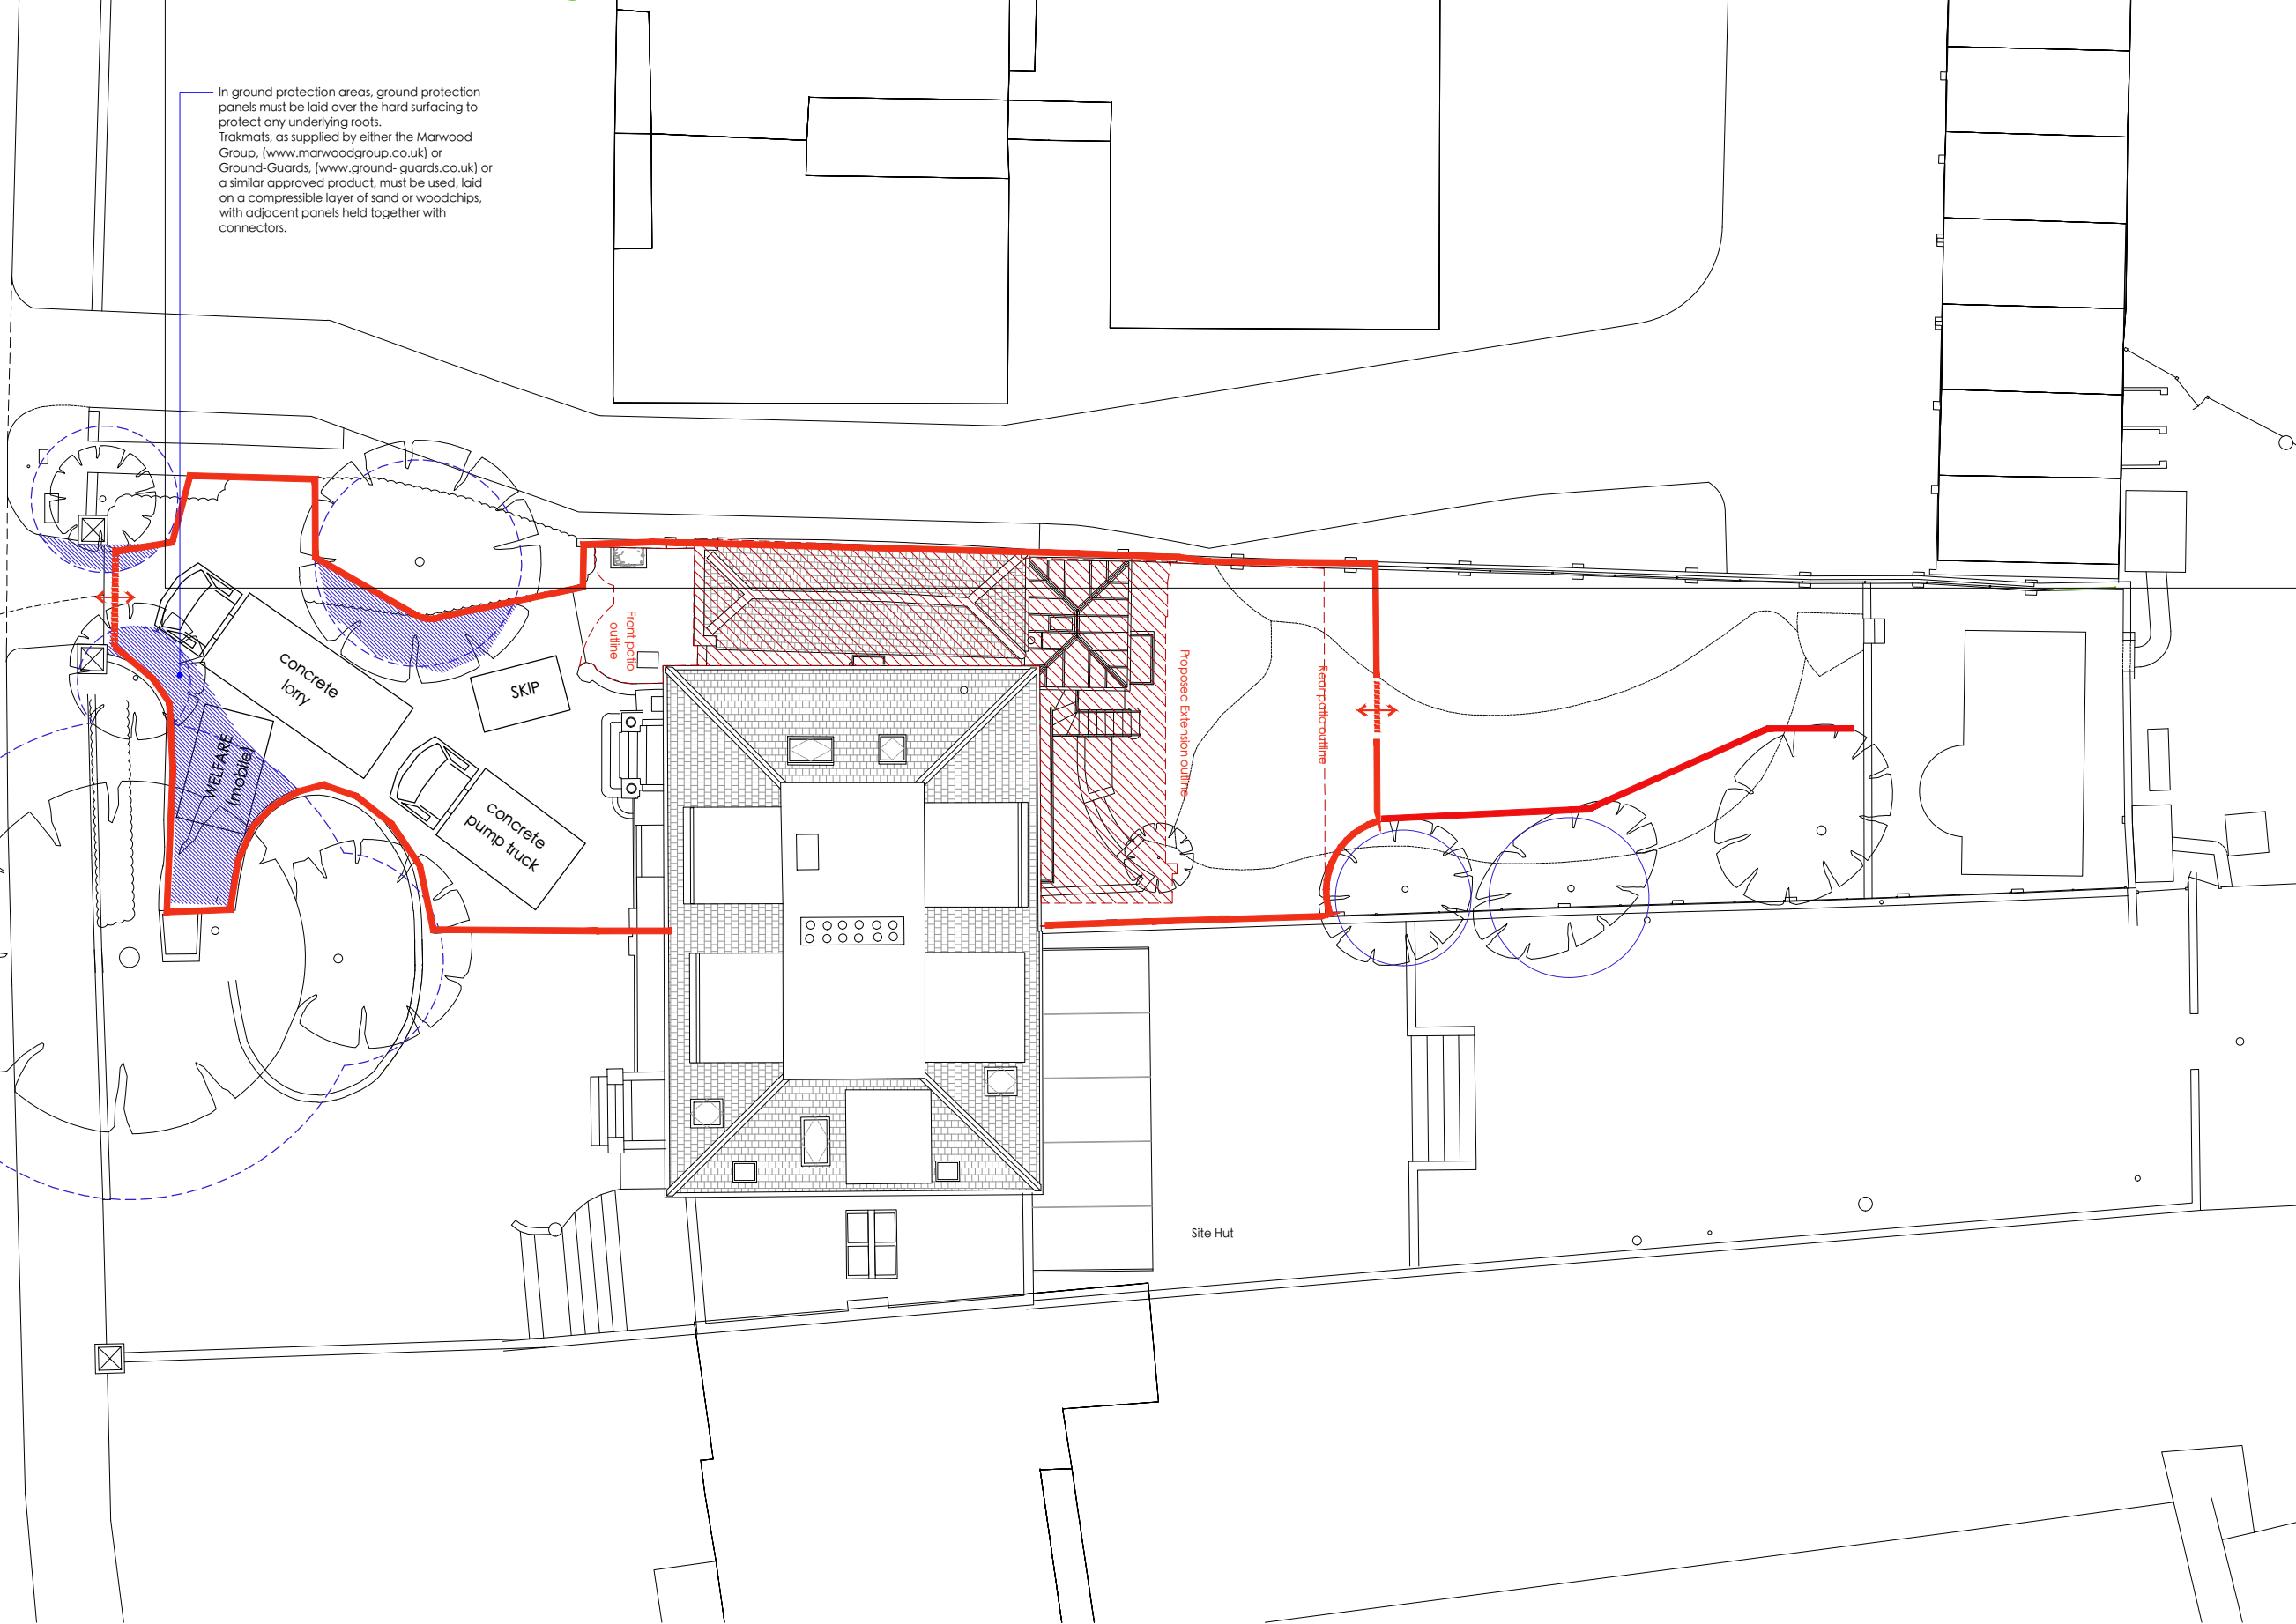 In ground protection areas, ground protection
panels must be laid over the hard surfacing to
protect any underlying roots.
Trakmats, as supplied by either the Marwood
Group, (www.marwoodgroup.co.uk) or
Ground-Guards, (www.ground- guards.co.uk) or
a similar approved product, must be used, laid
on a compressible layer of sand or woodchips,
with adjacent panels held together with
connectors.
concrete
lorry
SKIP
WELFARE
(mobile)
concrete
pump truck
Front patio
outline
Proposed Extension outline
Rear patio outline
Site Hut